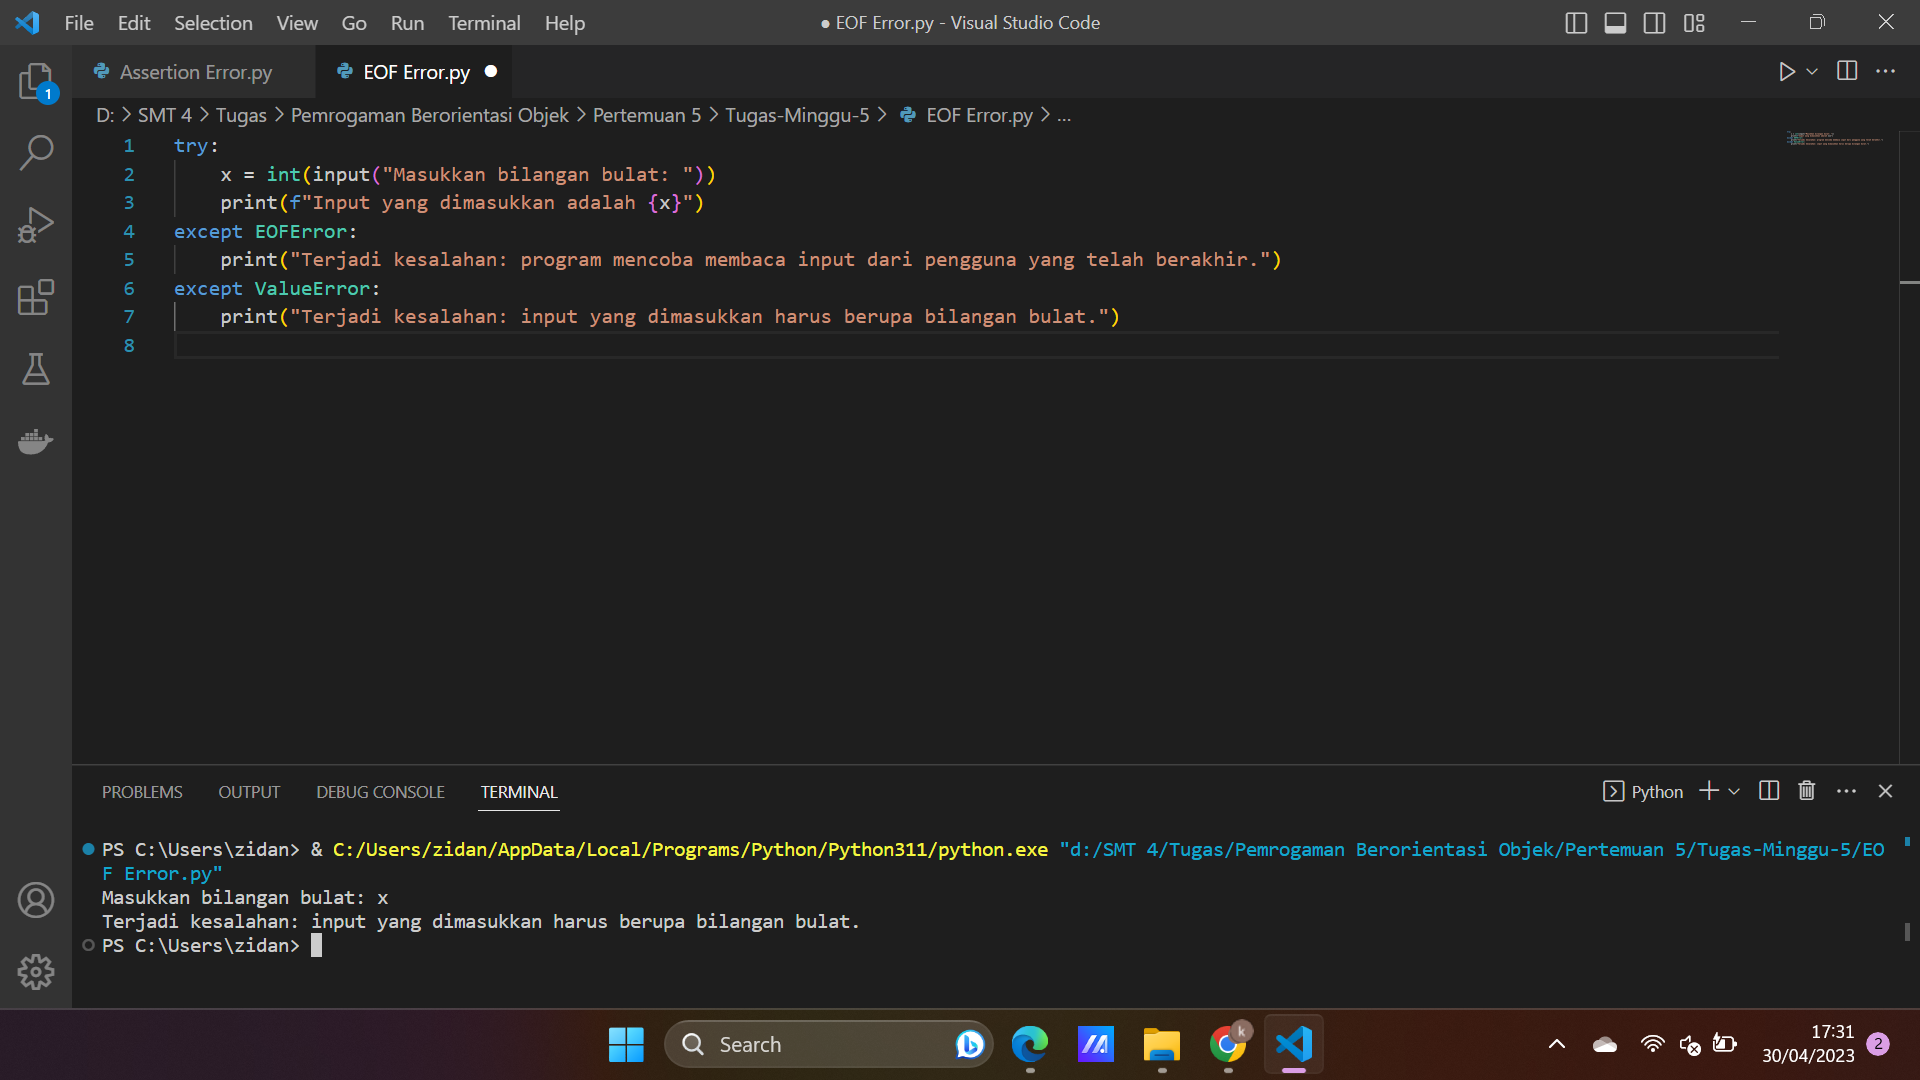 File Edit Selection View Go Run Terminal Help
● EOF Error.py - Visual Studio Code
Assertion Error.py
EOF Error.py ●
1
D: > SMT 4 > Tugas > Pemrogaman Berorientasi Objek > Pertemuan 5 > Tugas-Minggu-5 > EOF Error.py > ...
1 try:
2     x = int(input("Masukkan bilangan bulat: "))
3     print(f"Input yang dimasukkan adalah {x}")
4 except EOFError:
5     print("Terjadi kesalahan: program mencoba membaca input dari pengguna yang telah berakhir.")
6 except ValueError:
7     print("Terjadi kesalahan: input yang dimasukkan harus berupa bilangan bulat.")
8
PROBLEMS OUTPUT DEBUG CONSOLE TERMINAL
Python
PS C:\Users\zidan> & C:/Users/zidan/AppData/Local/Programs/Python/Python311/python.exe "d:/SMT 4/Tugas/Pemrogaman Berorientasi Objek/Pertemuan 5/Tugas-Minggu-5/EO
F Error.py"
Masukkan bilangan bulat: x
Terjadi kesalahan: input yang dimasukkan harus berupa bilangan bulat.
PS C:\Users\zidan>
Search
k
17:31
30/04/2023
2